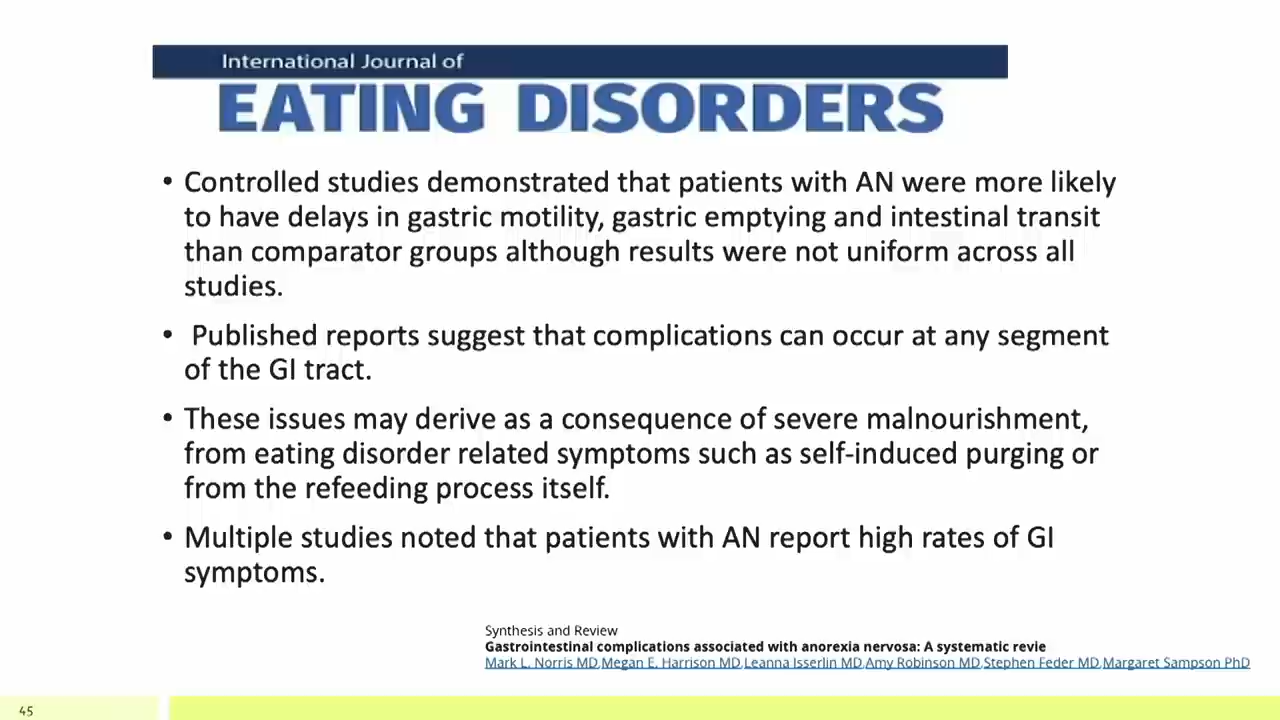 International Journal of
EATING DISORDERS
• Controlled studies demonstrated that patients with AN were more likely
to have delays in gastric motility, gastric emptying and intestinal transit
than comparator groups although results were not uniform across all
studies.
• Published reports suggest that complications can occur at any segment
of the GI tract.
• These issues may derive as a consequence of severe malnourishment,
from eating disorder related symptoms such as self-induced purging or
from the refeeding process itself.
• Multiple studies noted that patients with AN report high rates of GI
symptoms.
Synthesis and Review
Gastrointestinal complications associated with anorexia nervosa: A systematic revie
Mark L. Norris MD,Megan E. Harrison MD,Leanna Isserlin MD,Amy Robinson MD,Stephen Feder MD,Margaret Sampson PhD
45